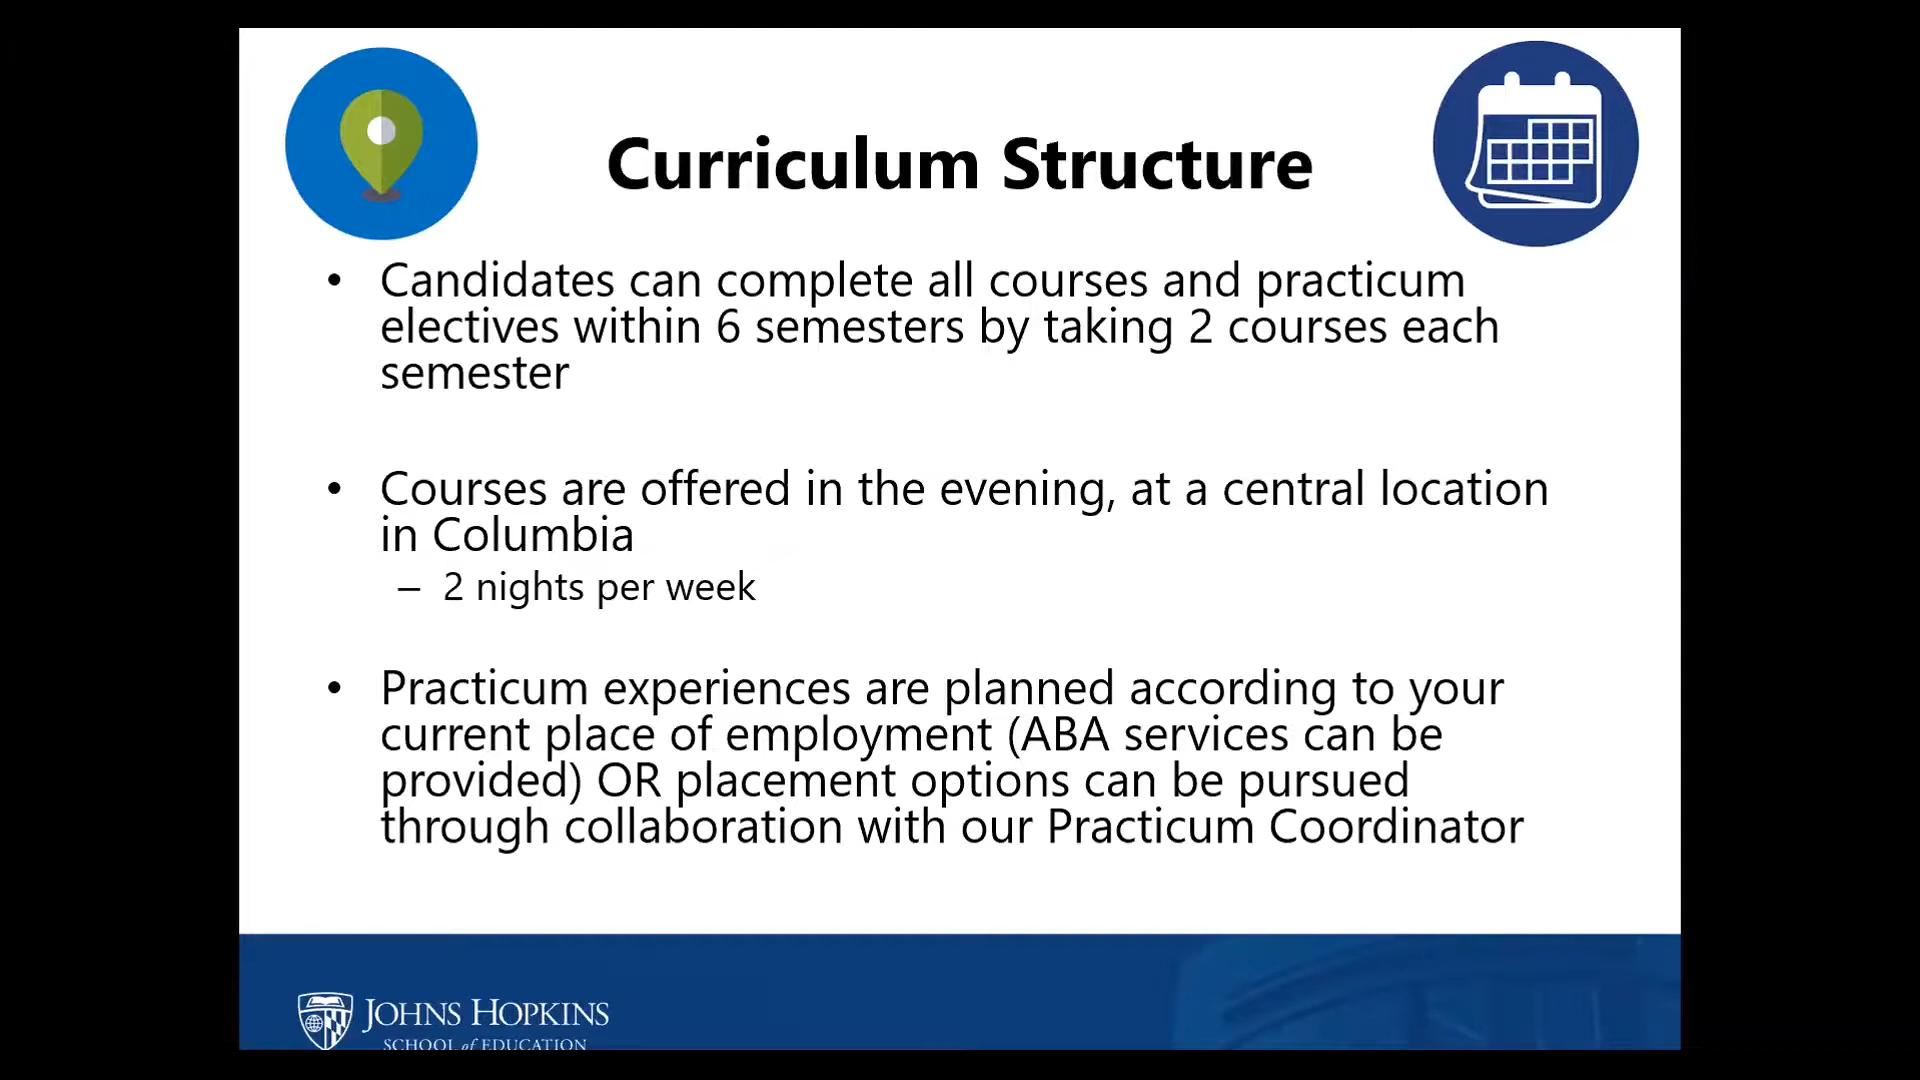 Curriculum Structure
• Candidates can complete all courses and practicum
electives within 6 semesters by taking 2 courses each
semester
• Courses are offered in the evening, at a central location
in Columbia
– 2 nights per week
• Practicum experiences are planned according to your
current place of employment (ABA services can be
provided) OR placement options can be pursued
through collaboration with our Practicum Coordinator
JOHNS HOPKINS
SCHOOL of EDUCATION